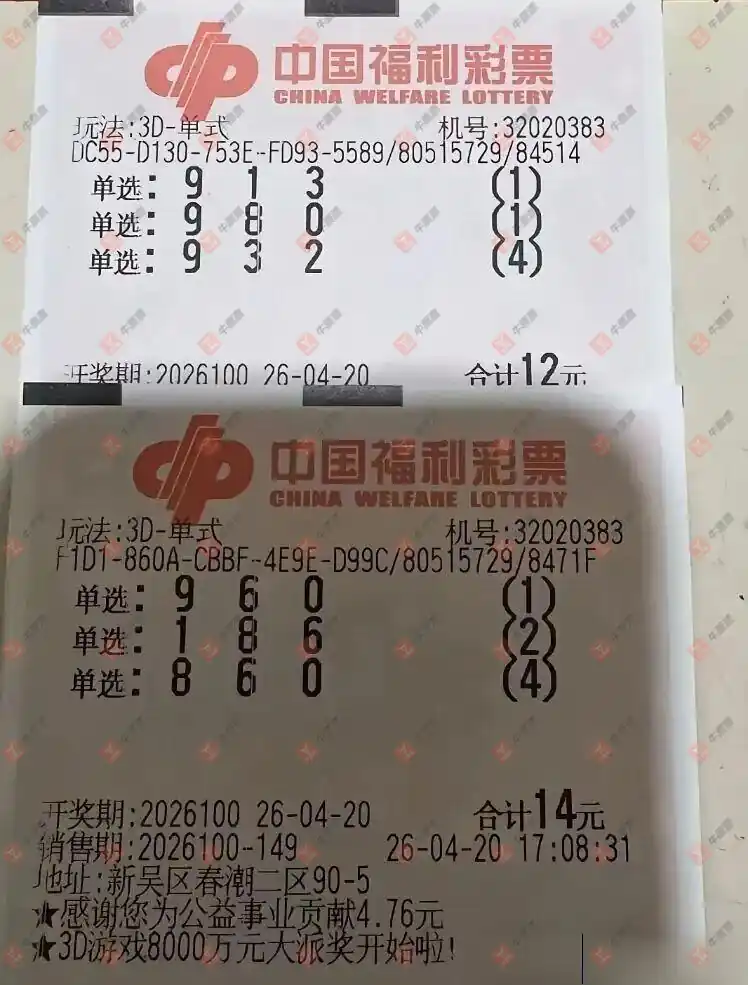 中国福利彩票
CHINA WELFARE LOTTERY
玩法:3D-单式 机号:32020383
DC55-D130-753E-FD93-5589/80515729/84514
单选: 9 1 3 (1)
单选: 9 8 0 (1)
单选: 9 3 2 (4)
开奖期:2026100 26-04-20 合计12元
中国福利彩票
CHINA WELFARE LOTTERY
玩法:3D-单式 机号:32020383
F1D1-860A-CBBF-4E9E-D99C/80515729/8471F
单选: 9 6 0 (1)
单选: 1 8 6 (2)
单选: 8 6 0 (4)
开奖期:2026100 26-04-20 合计14元
销售期:2026100-149 26-04-20 17:08:31
地址:新吴区春潮二区90-5
★感谢您为公益事业贡献4.76元
★3D游戏8000万元大派奖开始啦!